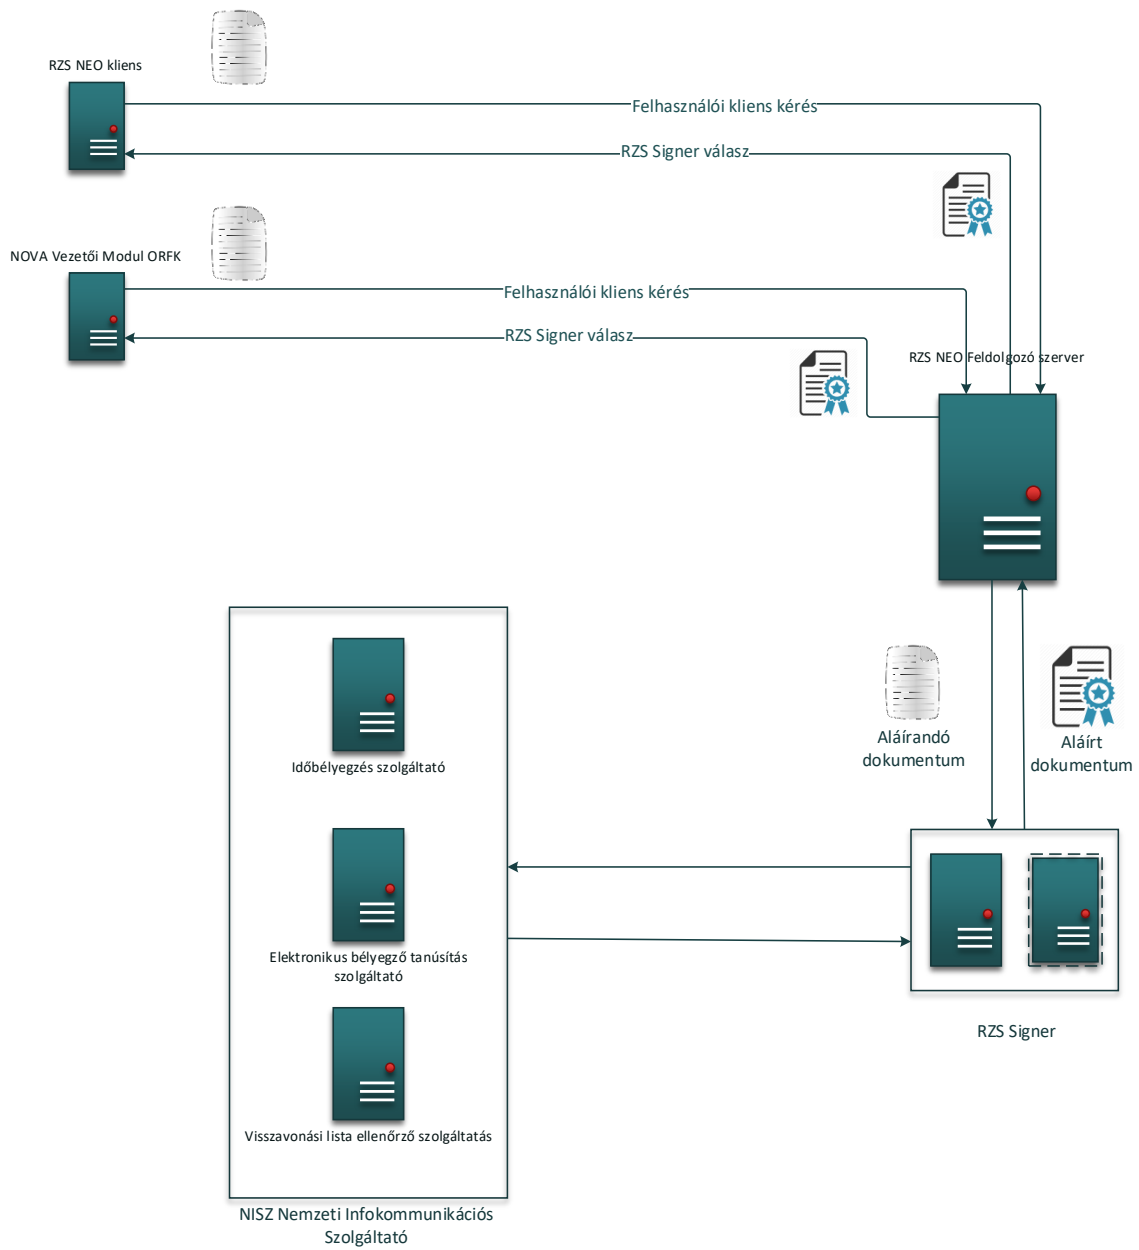 RZS NEO kliens
Felhasználói kliens kérés
RZS Signer válasz
NOVA Vezetői Modul ORFK
Felhasználói kliens kérés
RZS Signer válasz
RZS NEO Feldolgozó szerver
Aláírandó
dokumentum
Aláírt
dokumentum
Időbélyegzés szolgáltató
Elektronikus bélyegző tanúsítás
szolgáltató
RZS Signer
Visszavonási lista ellenőrző szolgáltatás
NISZ Nemzeti Infokommunikációs
Szolgáltató